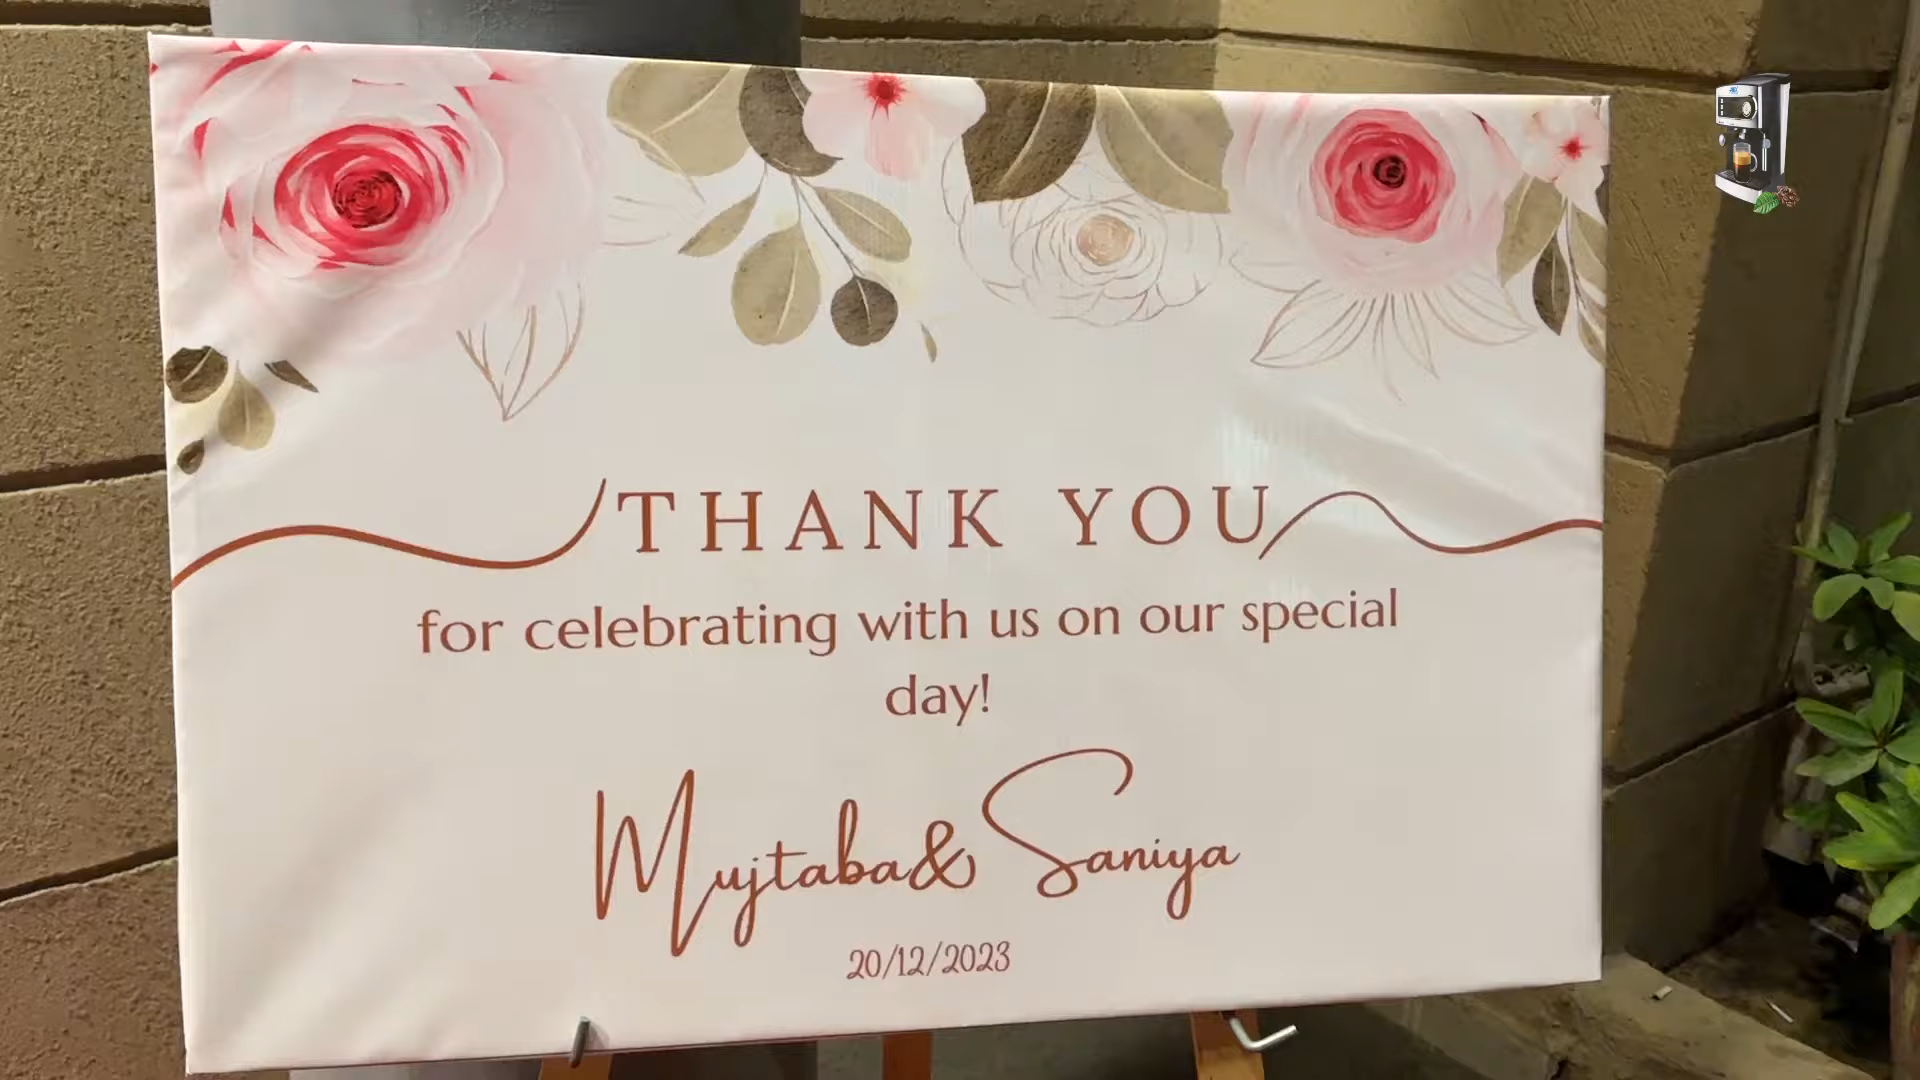 THANK YOU
for celebrating with us on our special
day!
Mujtaba & Saniya
20/12/2023